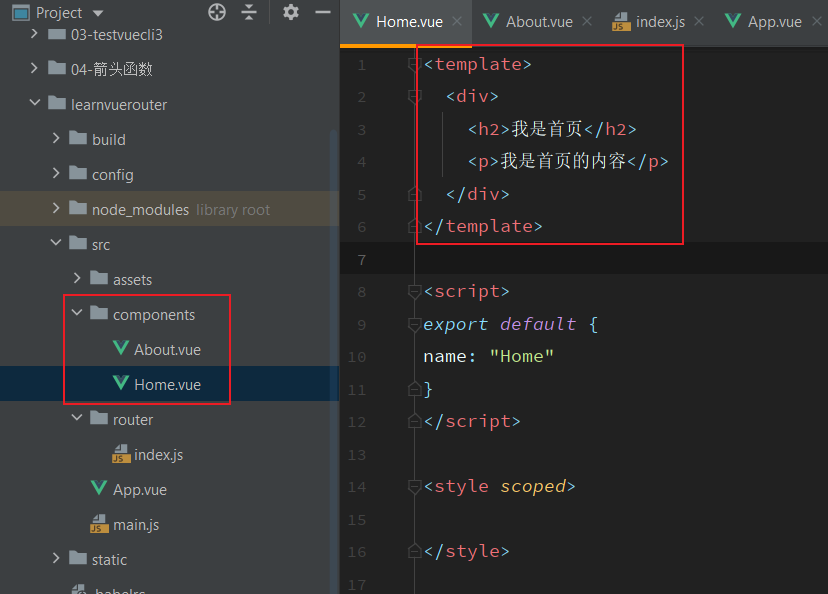 Project
03-testvuecli3
04-箭头函数
learnvuerouter
build
config
node_modules library root
src
assets
components
About.vue
Home.vue
router
JS index.js
App.vue
JS main.js
static
.babelrc
Home.vue About.vue JS index.js App.vue
1 <template>
2 <div>
3 <h2>我是首页</h2>
4 <p>我是首页的内容</p>
5 </div>
6 </template>
7
8 <script>
9 export default {
10 name: "Home"
11 }
12 </script>
13
14 <style scoped>
15
16 </style>
17